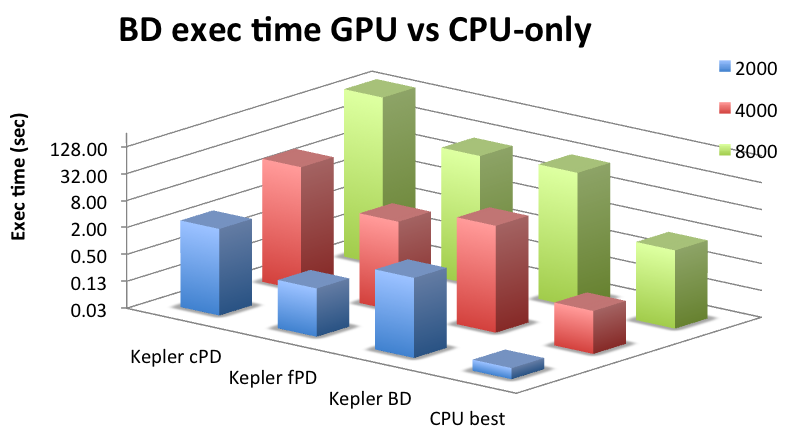 BD exec time GPU vs CPU-only
2000
4000
8000
Exec time (sec)
128.00
32.00
8.00
2.00
0.50
0.13
0.03
Kepler cPD
Kepler fPD
Kepler BD
CPU best